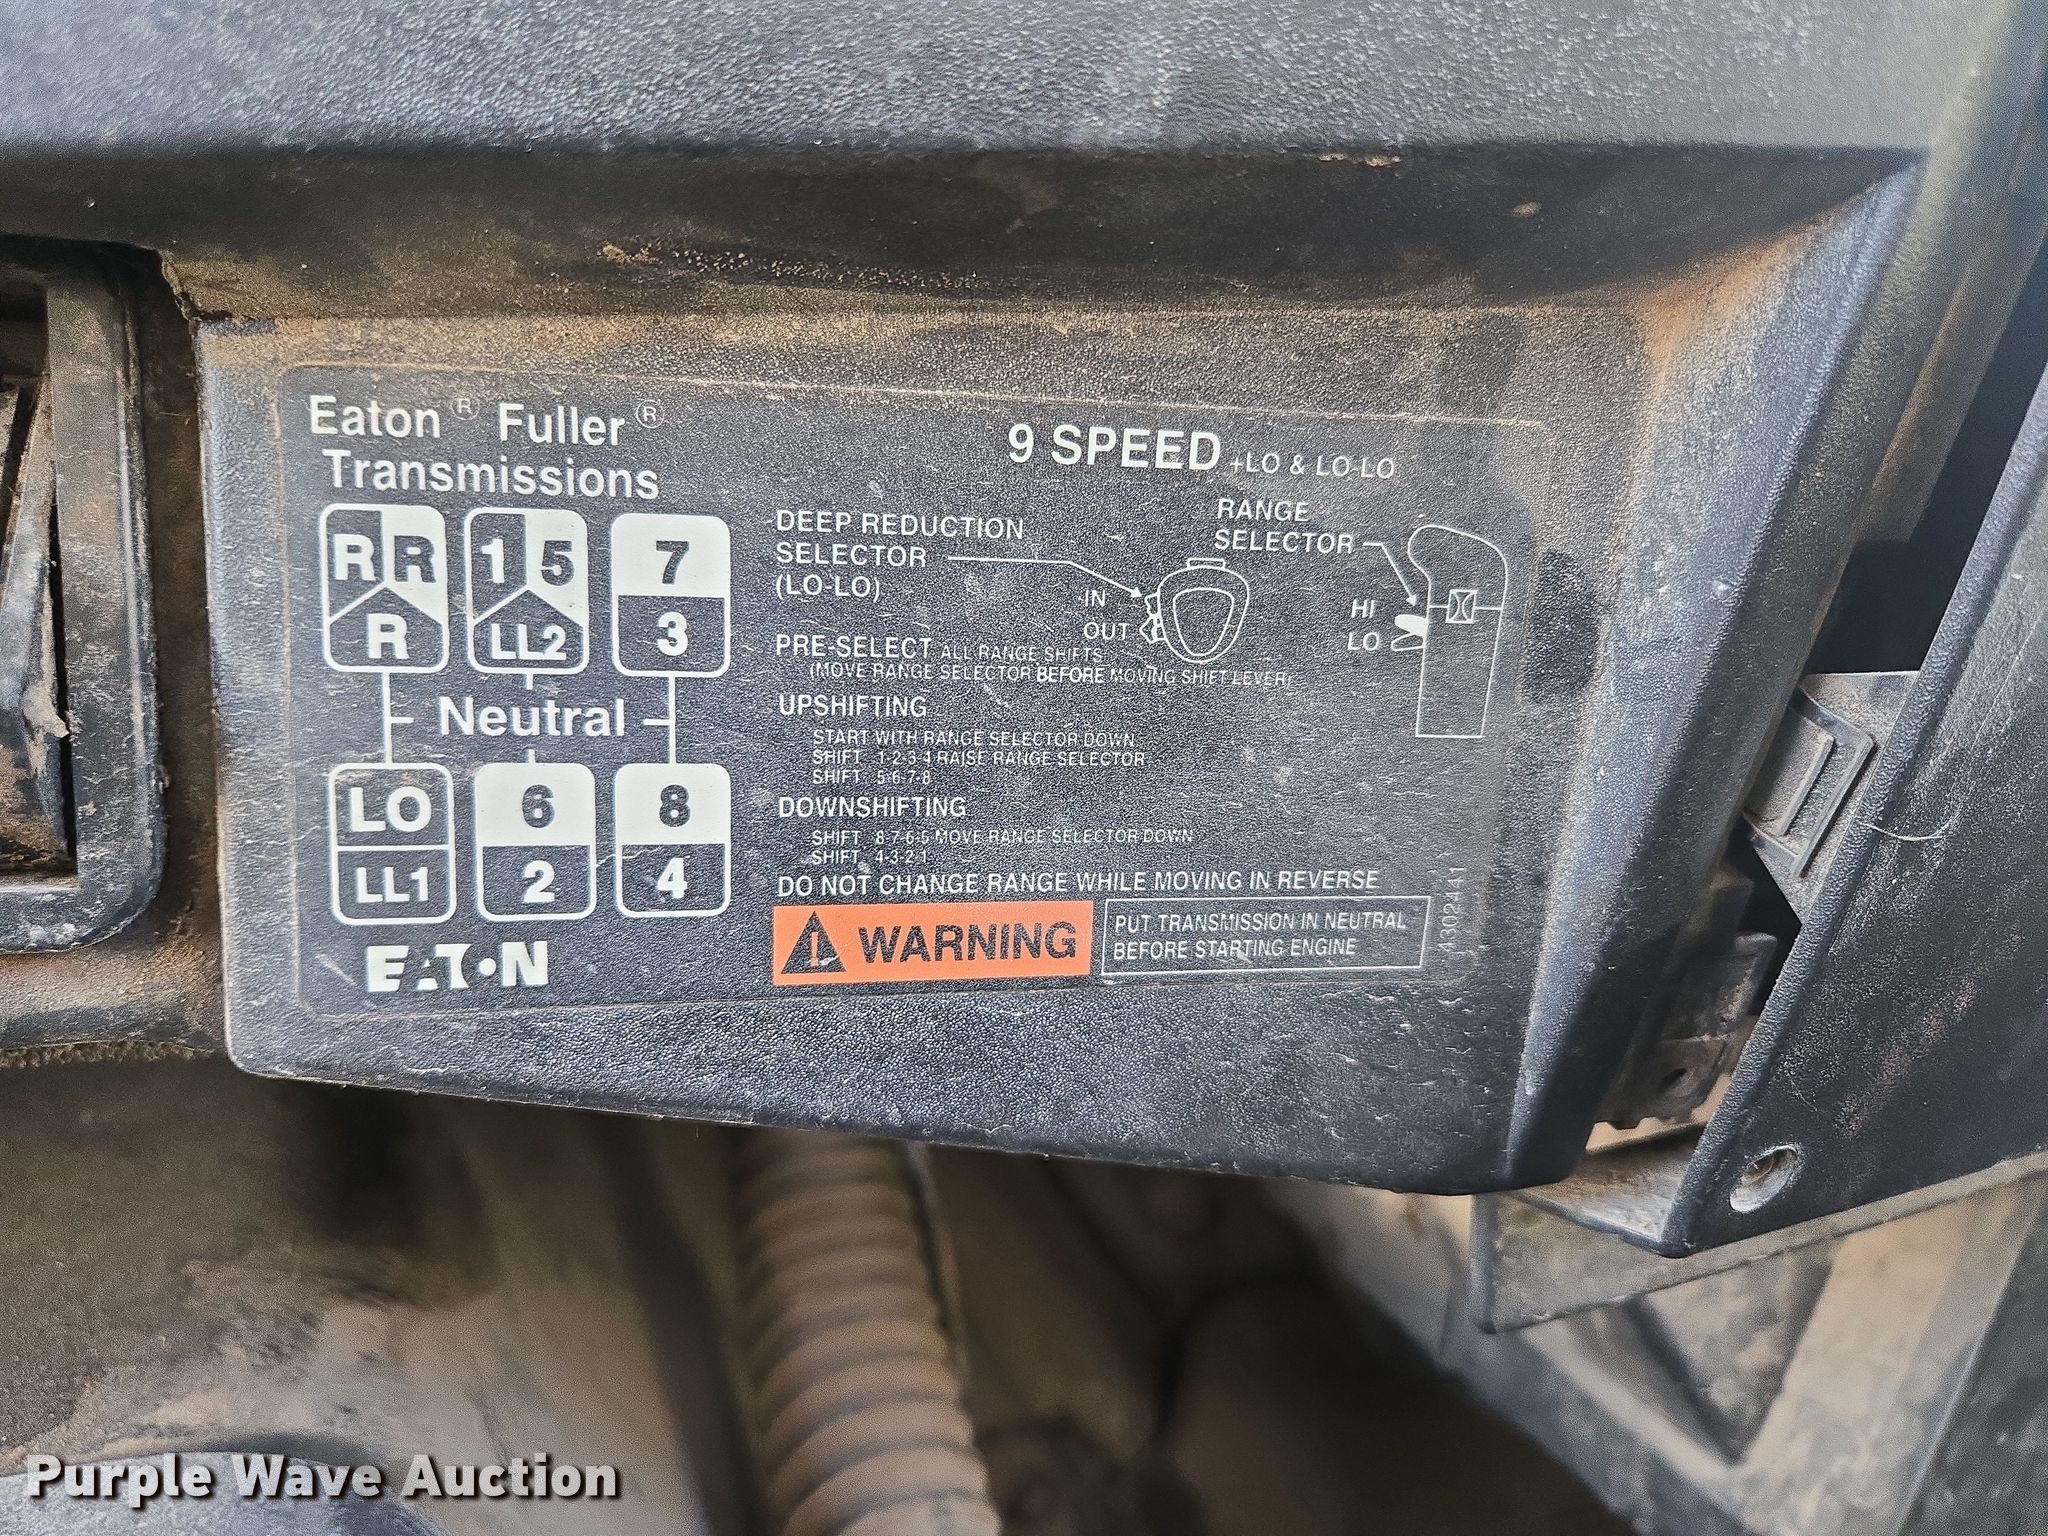 Eaton® Fuller®
Transmissions
9 SPEED +LO & LO-LO
R R 1 5 7
R LL2 3
Neutral
LO 6 8
LL1 2 4
EATON
DEEP REDUCTION
SELECTOR
(LO-LO)
IN
OUT
RANGE
SELECTOR
HI
LO
PRE-SELECT ALL RANGE SHIFTS
(MOVE RANGE SELECTOR BEFORE MOVING SHIFT LEVER)
UPSHIFTING
START WITH RANGE SELECTOR DOWN
SHIFT 1-2-3-4 RAISE RANGE SELECTOR
SHIFT 5-6-7-8
DOWNSHIFTING
SHIFT 8-7-6-5 MOVE RANGE SELECTOR DOWN
SHIFT 4-3-2-1
DO NOT CHANGE RANGE WHILE MOVING IN REVERSE
WARNING
PUT TRANSMISSION IN NEUTRAL
BEFORE STARTING ENGINE
4302441
Purple Wave Auction